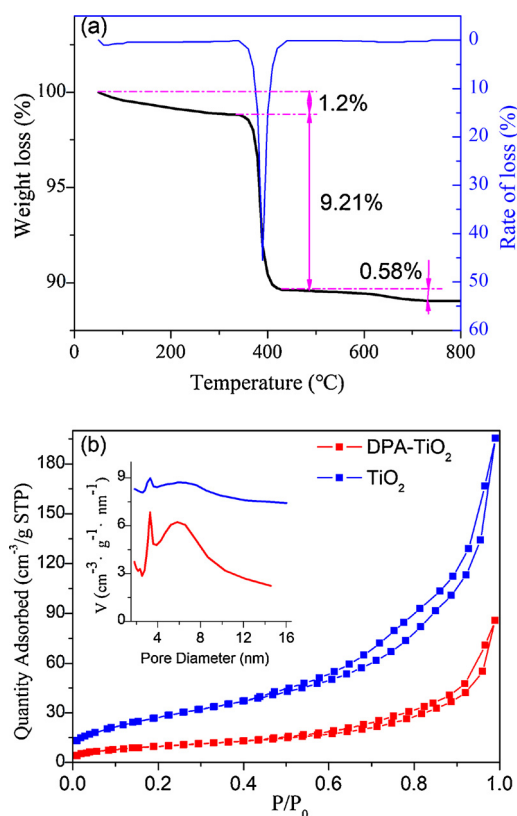 (a)
100
95
90
Weight loss (%)
1.2%
9.21%
0.58%
0
10
20
30
40
50
60
Rate of loss (%)
0 200 400 600 800
Temperature (℃)
(b)
DPA-TiO₂
TiO₂
180
150
120
90
60
30
0
Quantity Adsorbed (cm⁻³/g STP)
9
6
3
0
V (cm⁻³ · g⁻¹ · nm⁻¹)
4 8 12 16
Pore Diameter (nm)
0.0 0.2 0.4 0.6 0.8 1.0
P/P₀